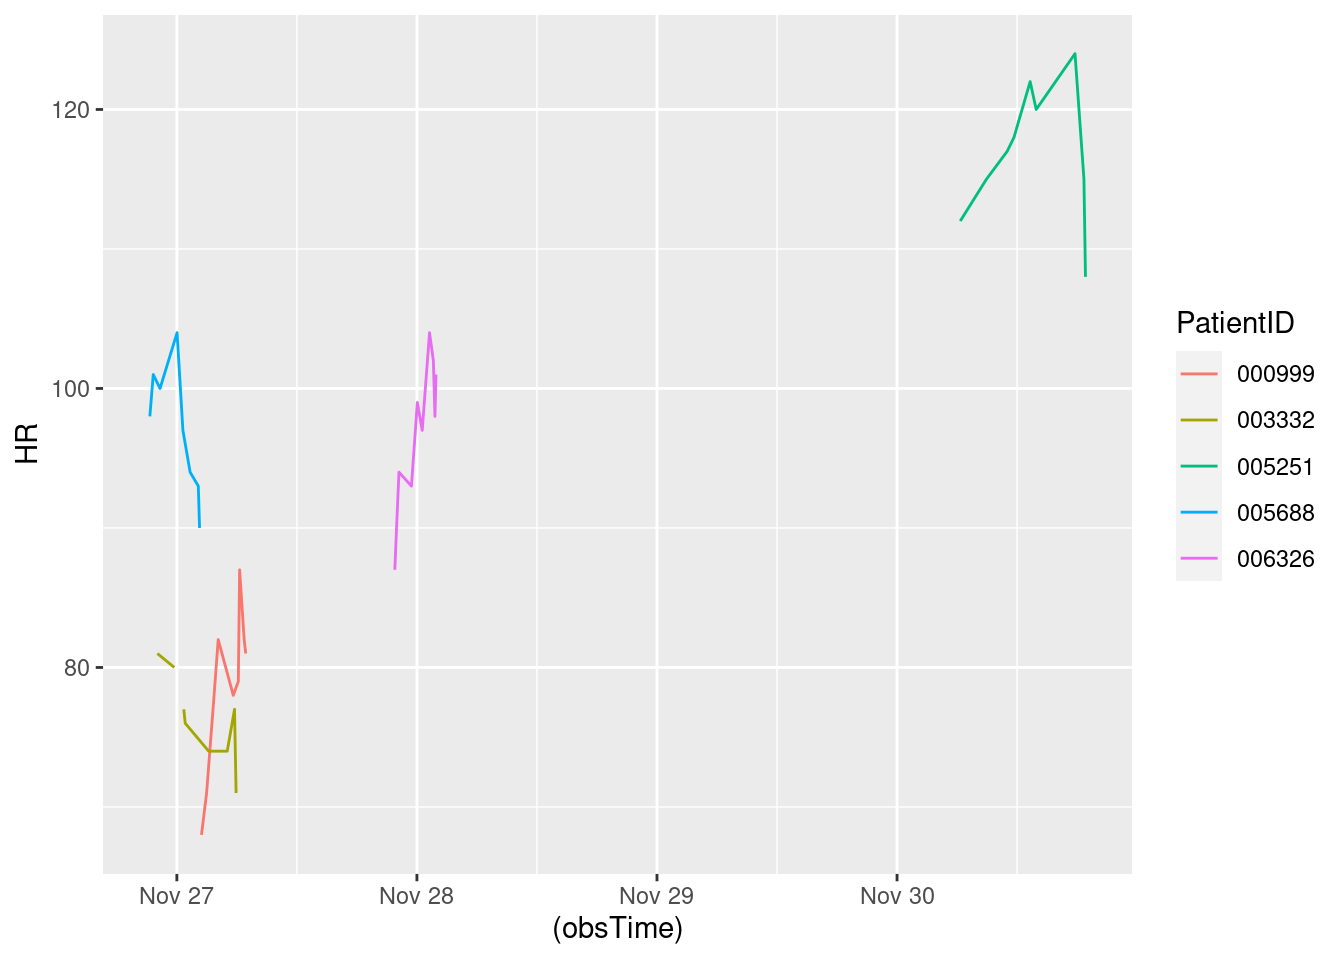 120
100
80
HR
Nov 27
Nov 28
Nov 29
Nov 30
(obsTime)
PatientID
000999
003332
005251
005688
006326